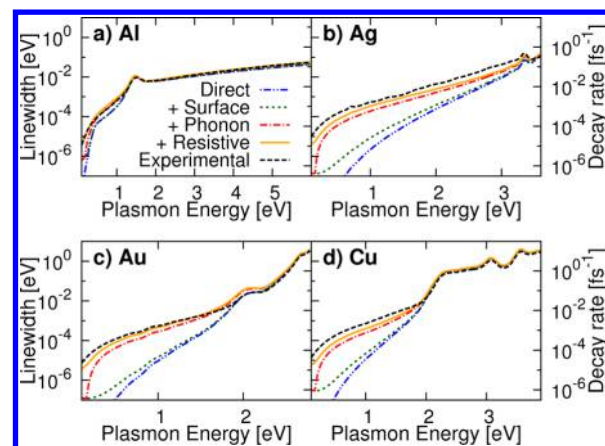 a) Al
b) Ag
Linewidth [eV]
10^0
10^-2
10^-4
10^-6
Direct
+ Surface
+ Phonon
+ Resistive
Experimental
10^-1
10^-2
10^-4
10^-6
Decay rate [fs^-1]
1 2 3 4 5
1 2 3
Plasmon Energy [eV]
Plasmon Energy [eV]
c) Au
d) Cu
Linewidth [eV]
10^0
10^-2
10^-4
10^-6
10^-1
10^-2
10^-4
10^-6
Decay rate [fs^-1]
1 2
1 2 3
Plasmon Energy [eV]
Plasmon Energy [eV]